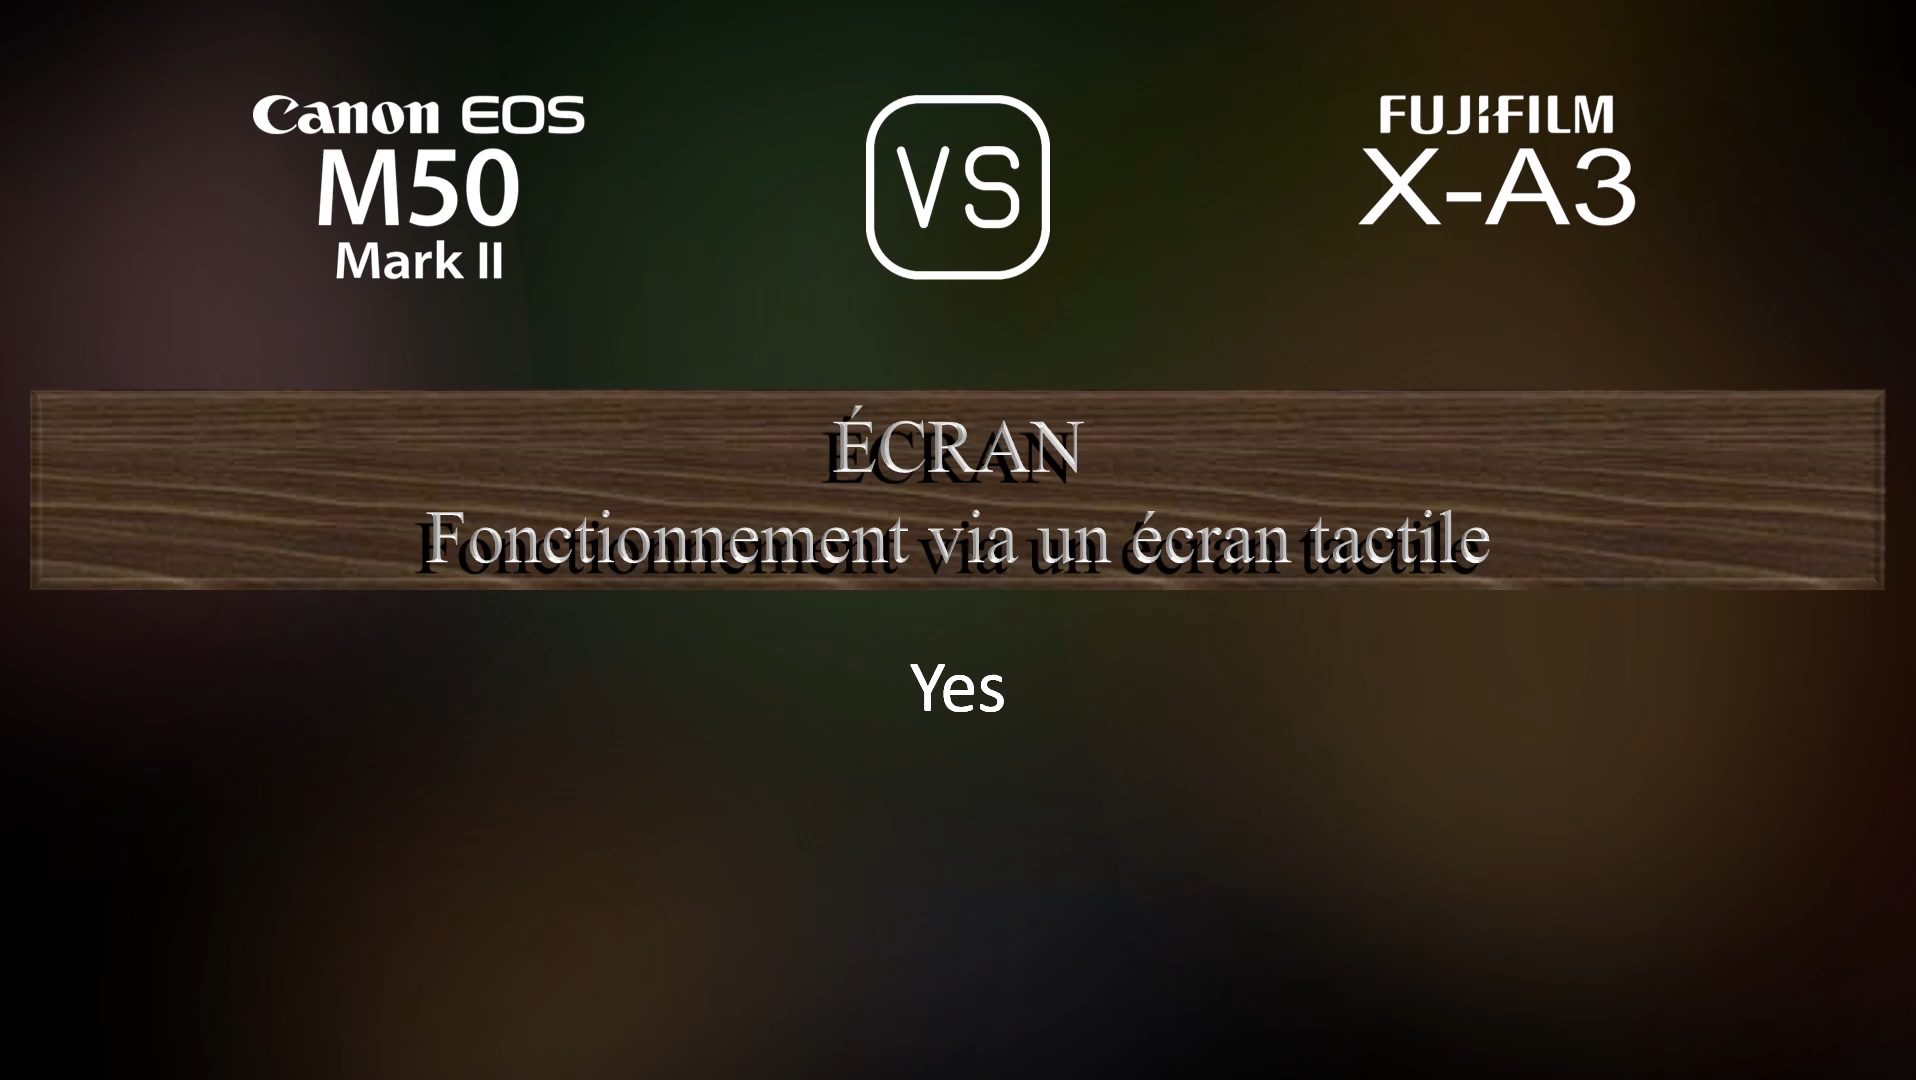 Canon EOS
M50
Mark II
VS
FUJIFILM
X-A3
ÉCRAN
Fonctionnement via un écran tactile
Yes